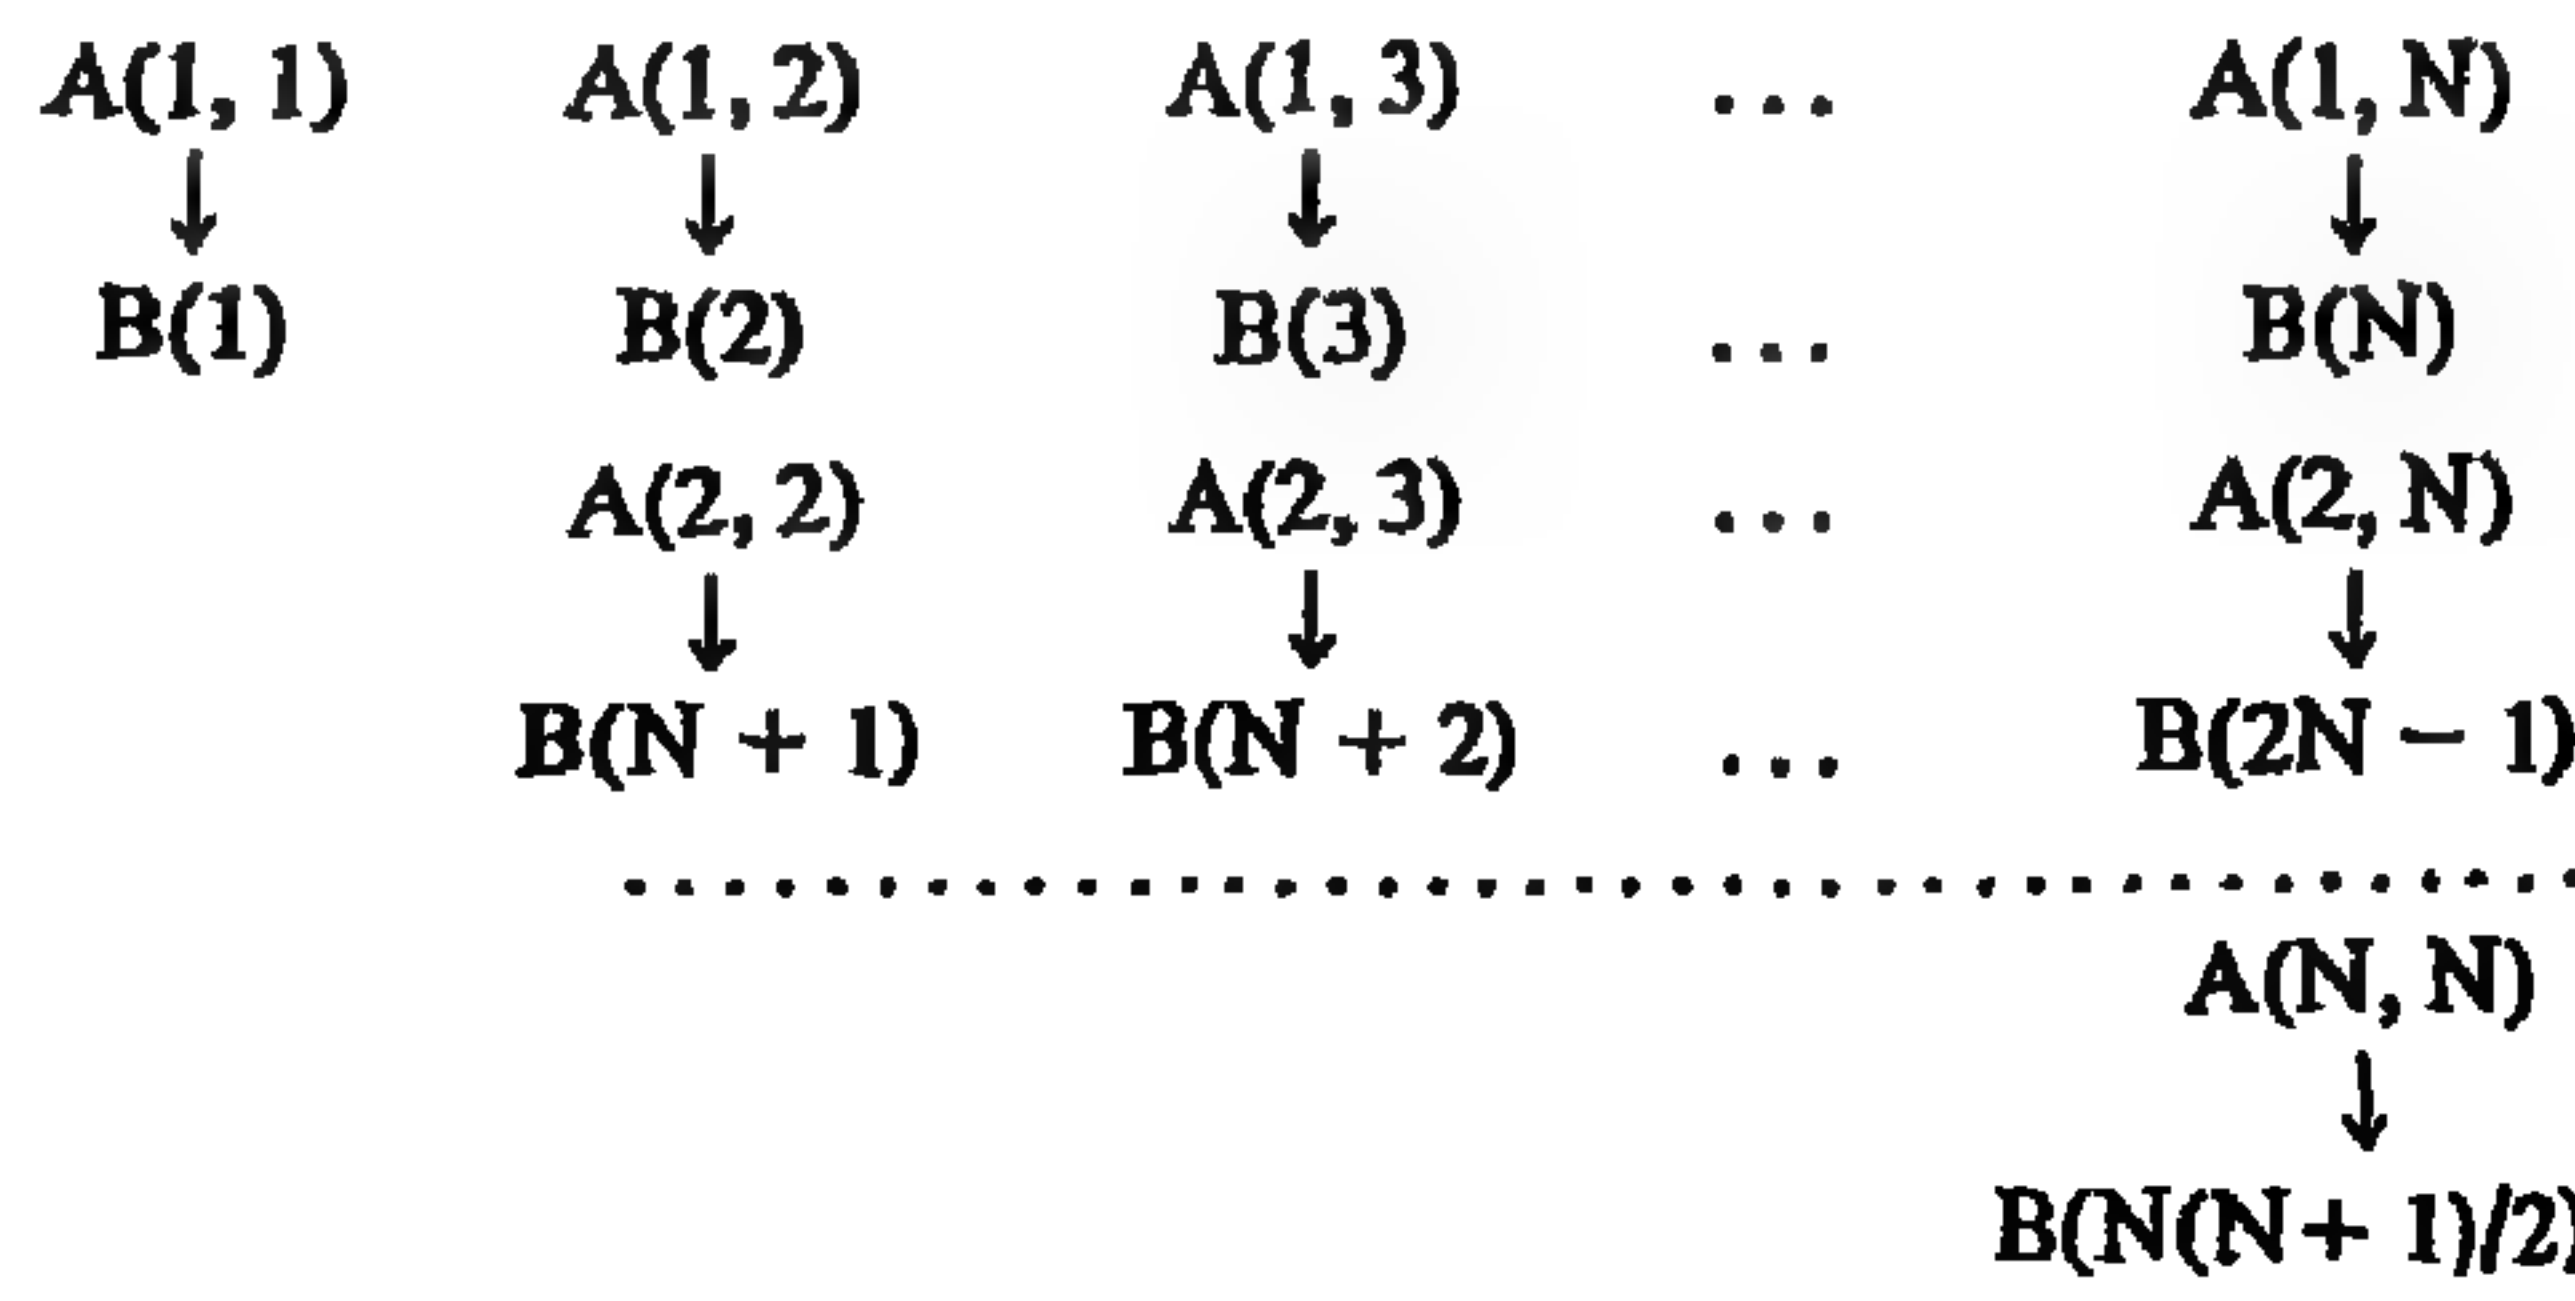 A(1, 1) A(1, 2) A(1, 3) ... A(1, N)
↓ ↓ ↓ ↓
B(1) B(2) B(3) ... B(N)
A(2, 2) A(2, 3) ... A(2, N)
↓ ↓ ↓
B(N + 1) B(N + 2) ... B(2N − 1)
. . . . . . . . . . . . . . . . . . . . . . . . . . . . . . . . . . . . . . .
A(N, N)
↓
B(N(N + 1)/2)